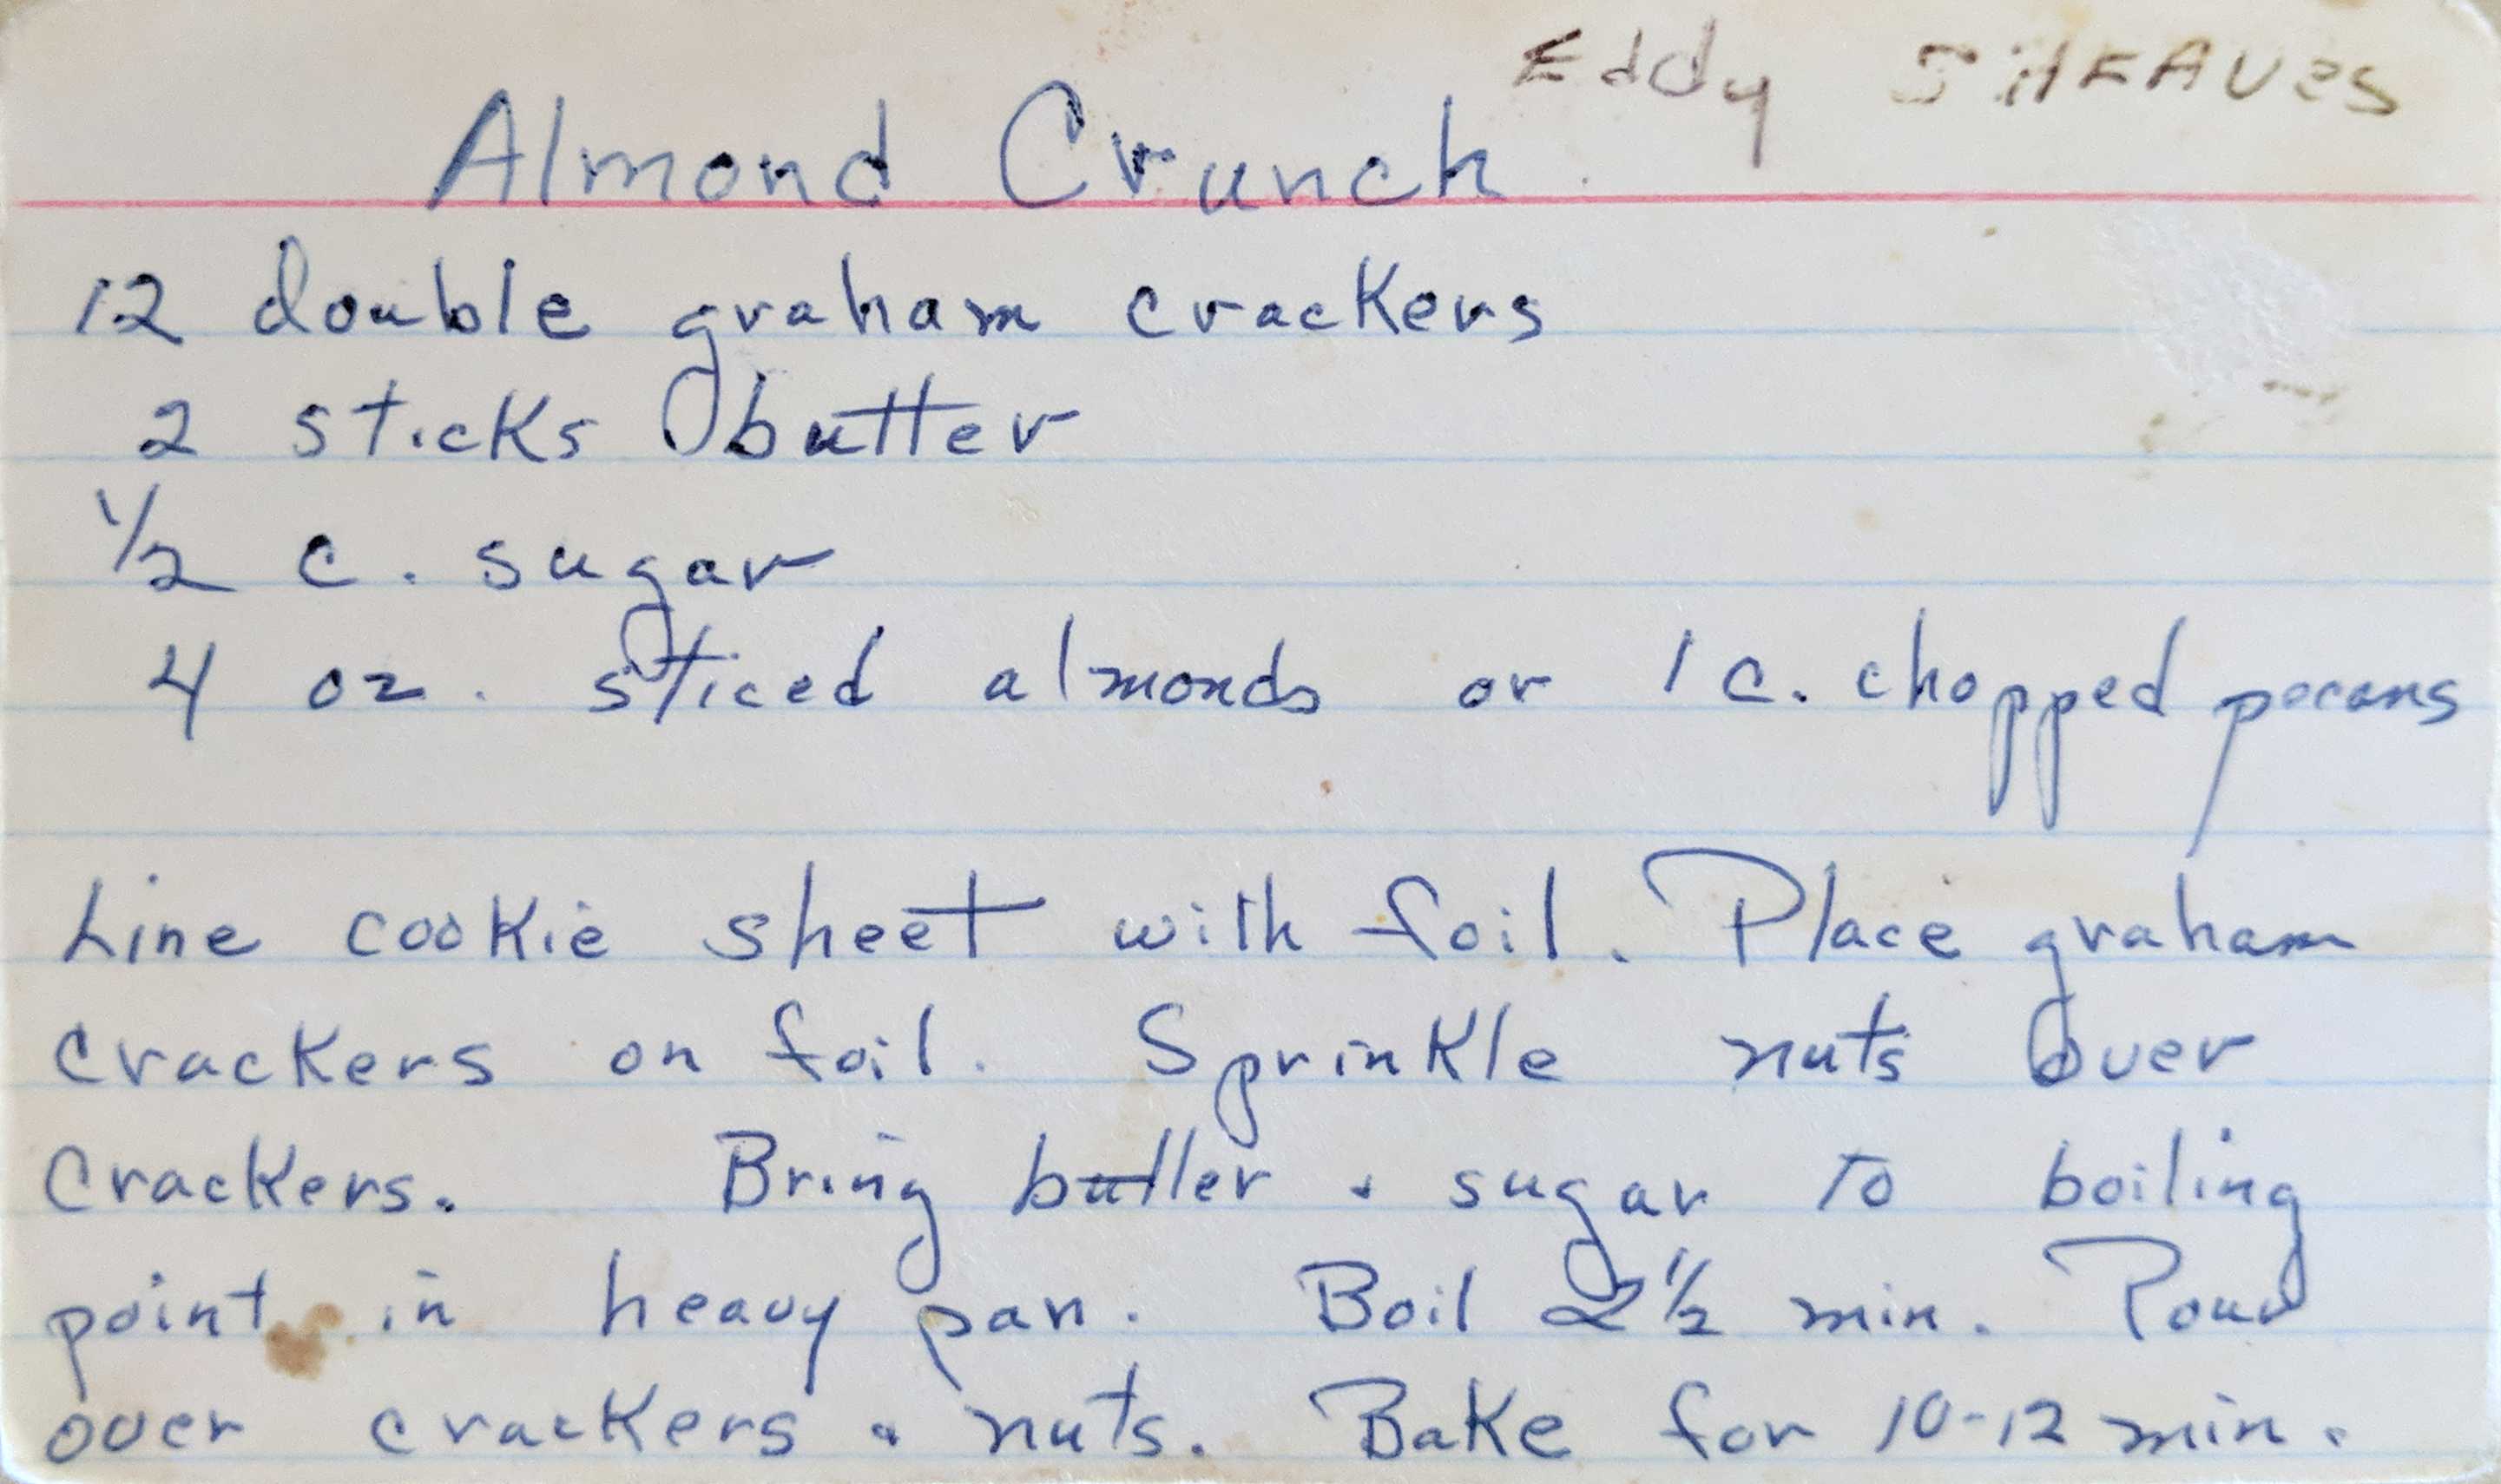 Eddy SHEAVES
Almond Crunch
12 double graham crackers
2 sticks butter
1/2 c. sugar
4 oz. sliced almonds or 1 c. chopped pecans
Line cookie sheet with foil. Place graham
crackers on foil. Sprinkle nuts over
crackers. Bring butter & sugar to boiling
point in heavy pan. Boil 2 1/2 min. Pour
over crackers & nuts. Bake for 10-12 min.